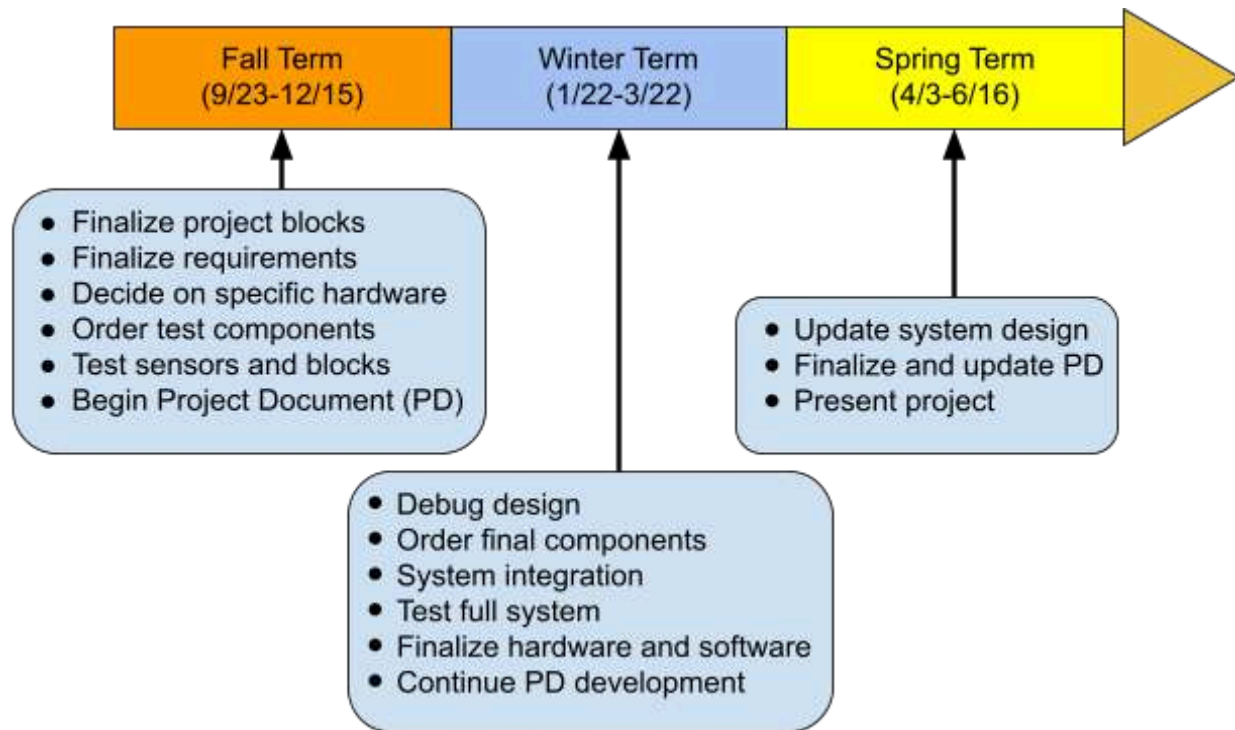 Fall Term
(9/23-12/15)
Winter Term
(1/22-3/22)
Spring Term
(4/3-6/16)
● Finalize project blocks
● Finalize requirements
● Decide on specific hardware
● Order test components
● Test sensors and blocks
● Begin Project Document (PD)
● Update system design
● Finalize and update PD
● Present project
● Debug design
● Order final components
● System integration
● Test full system
● Finalize hardware and software
● Continue PD development